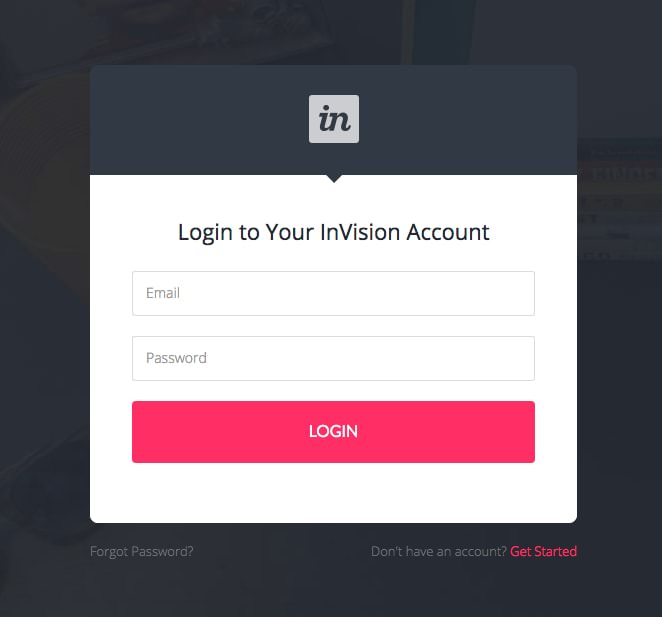 in
Login to Your InVision Account
Email
Password
LOGIN
Forgot Password?
Don't have an account? Get Started